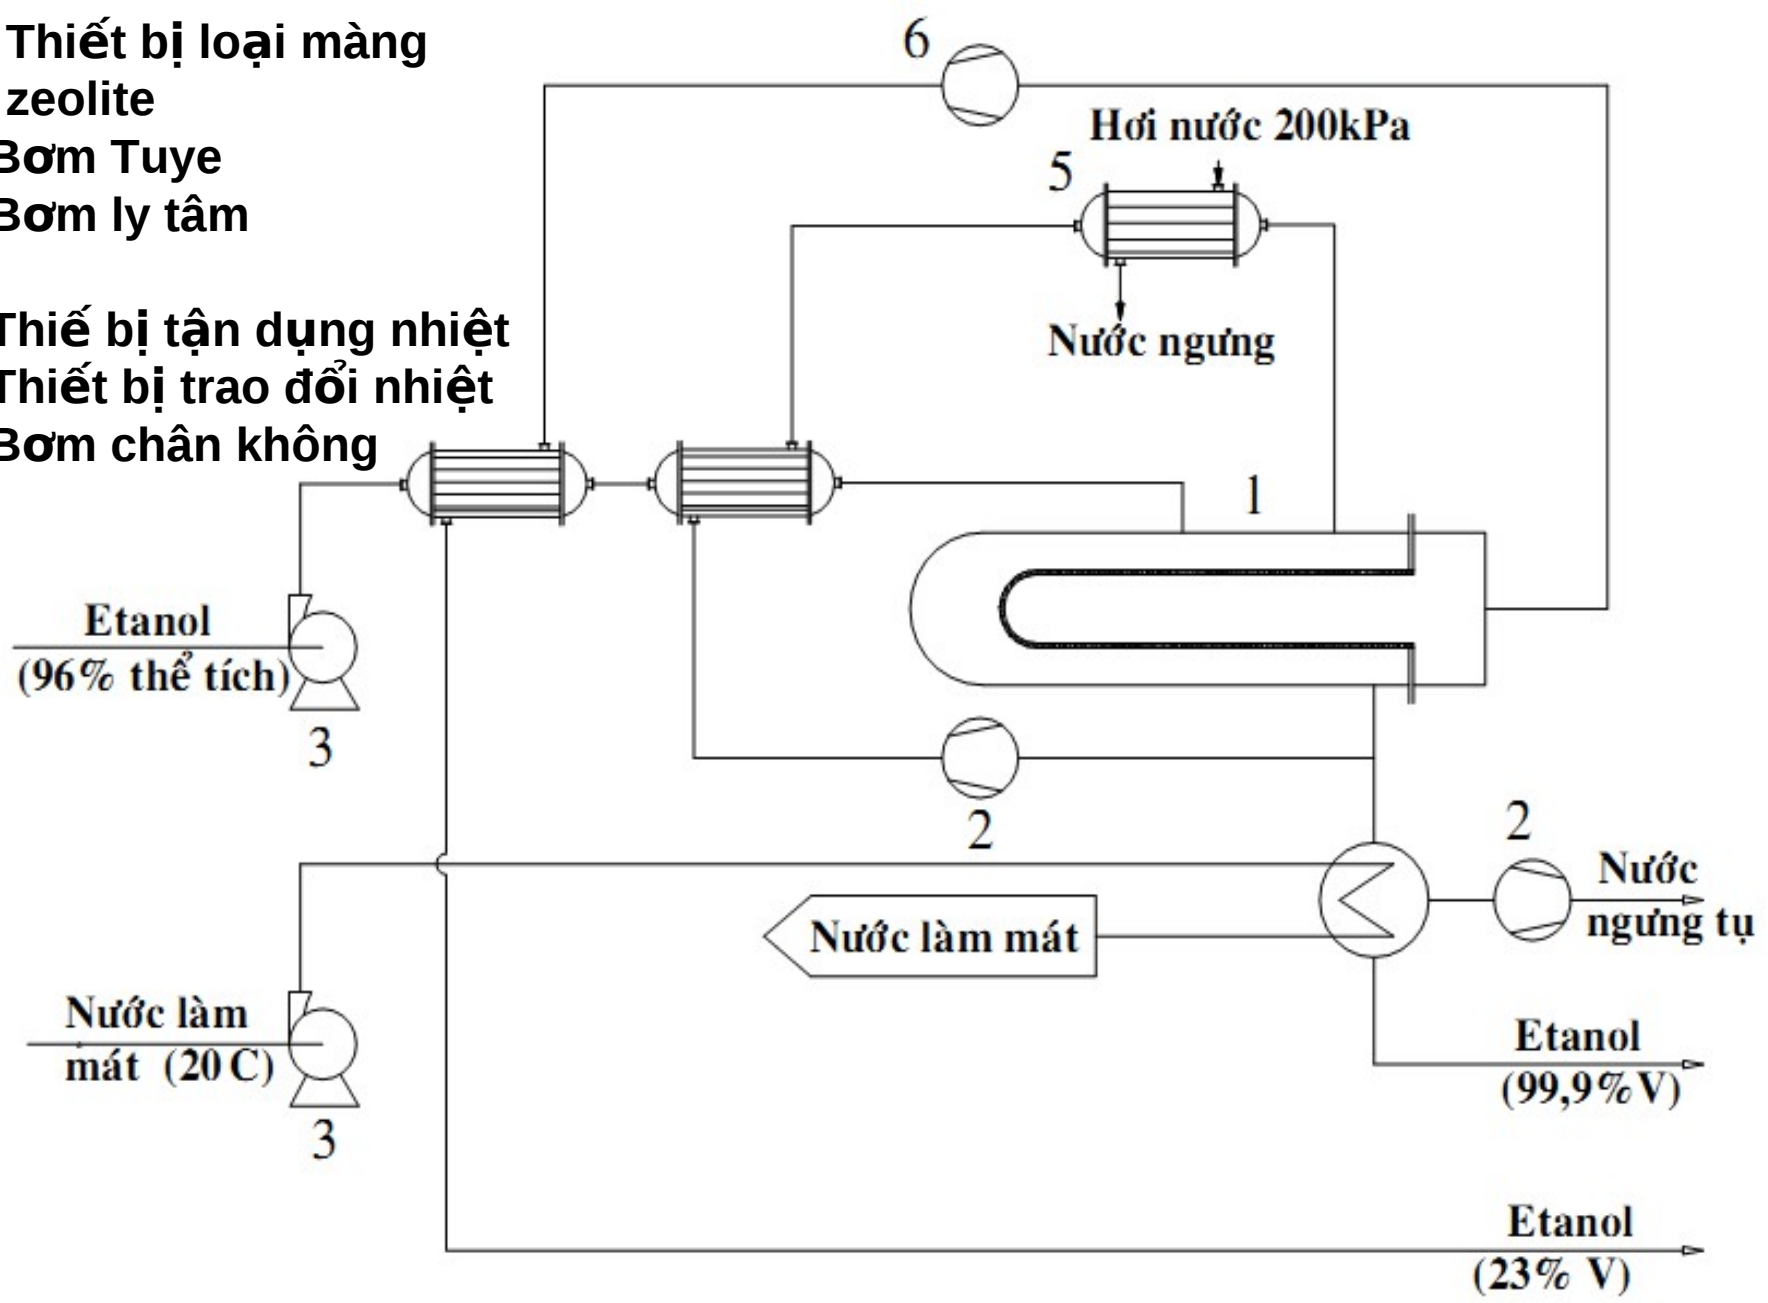 Thiết bị loại màng
zeolite
Bơm Tuye
Bơm ly tâm
Thiế bị tận dụng nhiệt
Thiết bị trao đổi nhiệt
Bơm chân không
6
Hơi nước 200kPa
5
Nước ngưng
1
Etanol
(96% thể tích)
3
2
2
Nước
ngưng tụ
Nước làm mát
Nước làm
mát (20 C)
3
Etanol
(99,9%V)
Etanol
(23% V)